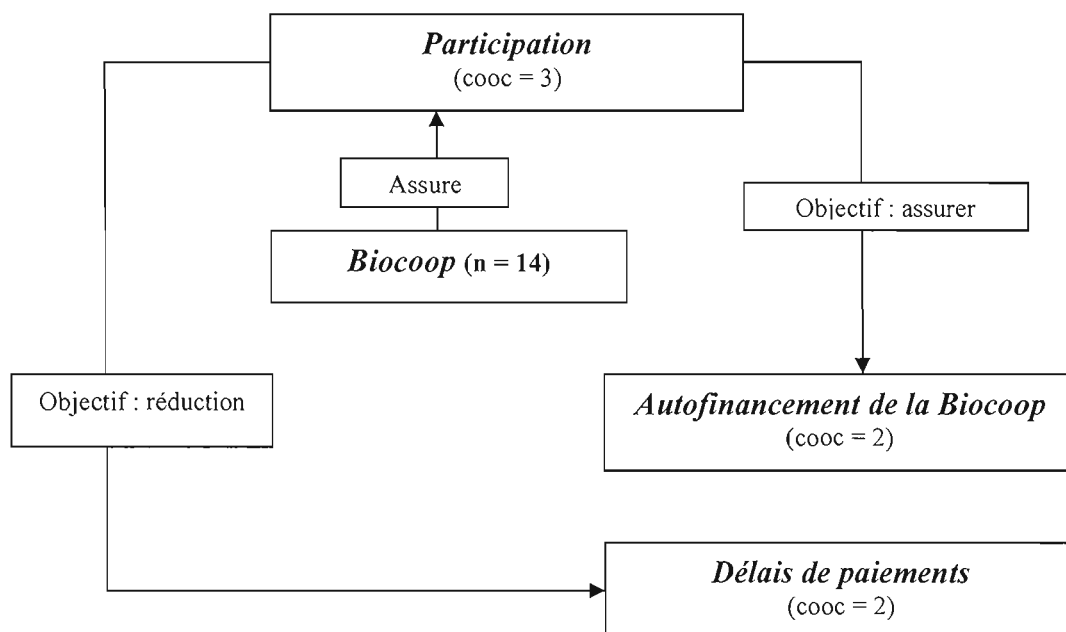 Participation
(cooc = 3)
Assure
Objectif : assurer
Biocoop (n = 14)
Objectif : réduction
Autofinancement de la Biocoop
(cooc = 2)
Délais de paiements
(cooc = 2)